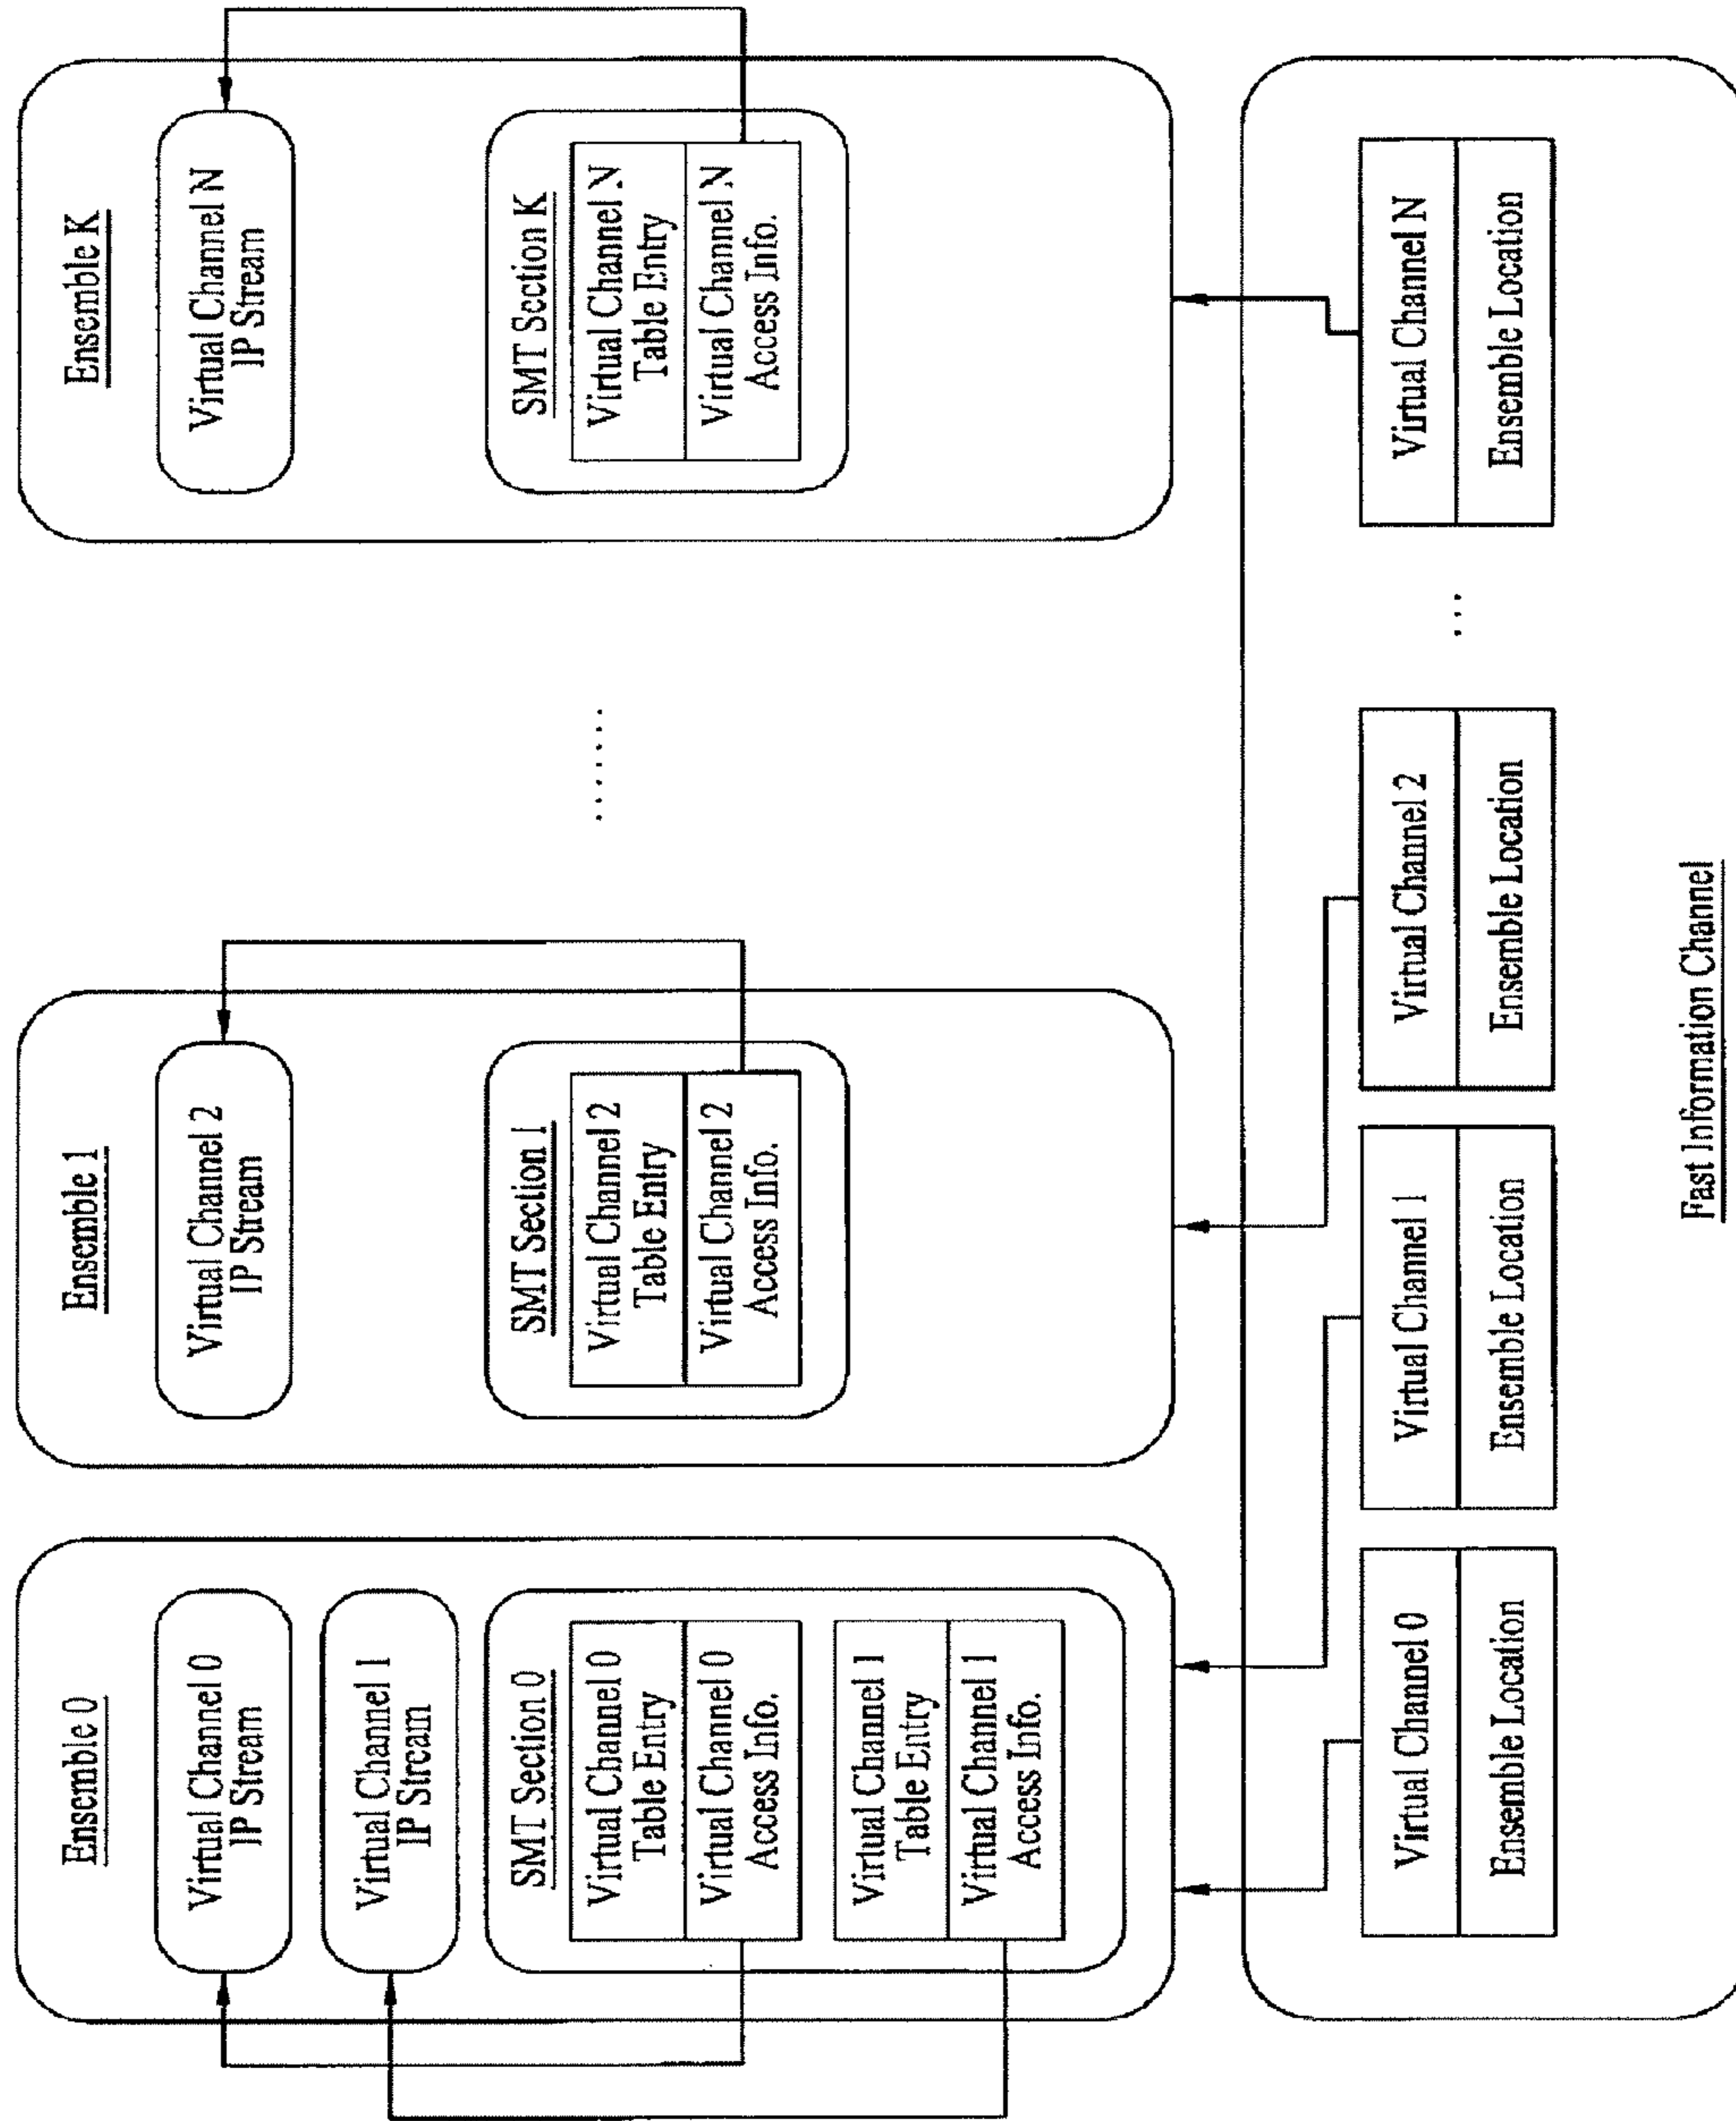 Ensemble 0
Virtual Channel 0
IP Stream
Virtual Channel 1
IP Stream
SMT Section 0
Virtual Channel 0
Table Entry
Virtual Channel 0
Access Info.
Virtual Channel 1
Table Entry
Virtual Channel 1
Access Info.
Ensemble 1
Virtual Channel 2
IP Stream
SMT Section 1
Virtual Channel 2
Table Entry
Virtual Channel 2
Access Info.
.......
Ensemble K
Virtual Channel N
IP Stream
SMT Section K
Virtual Channel N
Table Entry
Virtual Channel N
Access Info.
Virtual Channel 0
Ensemble Location
Virtual Channel 1
Ensemble Location
Virtual Channel 2
Ensemble Location
...
Virtual Channel N
Ensemble Location
Fast Information Channel